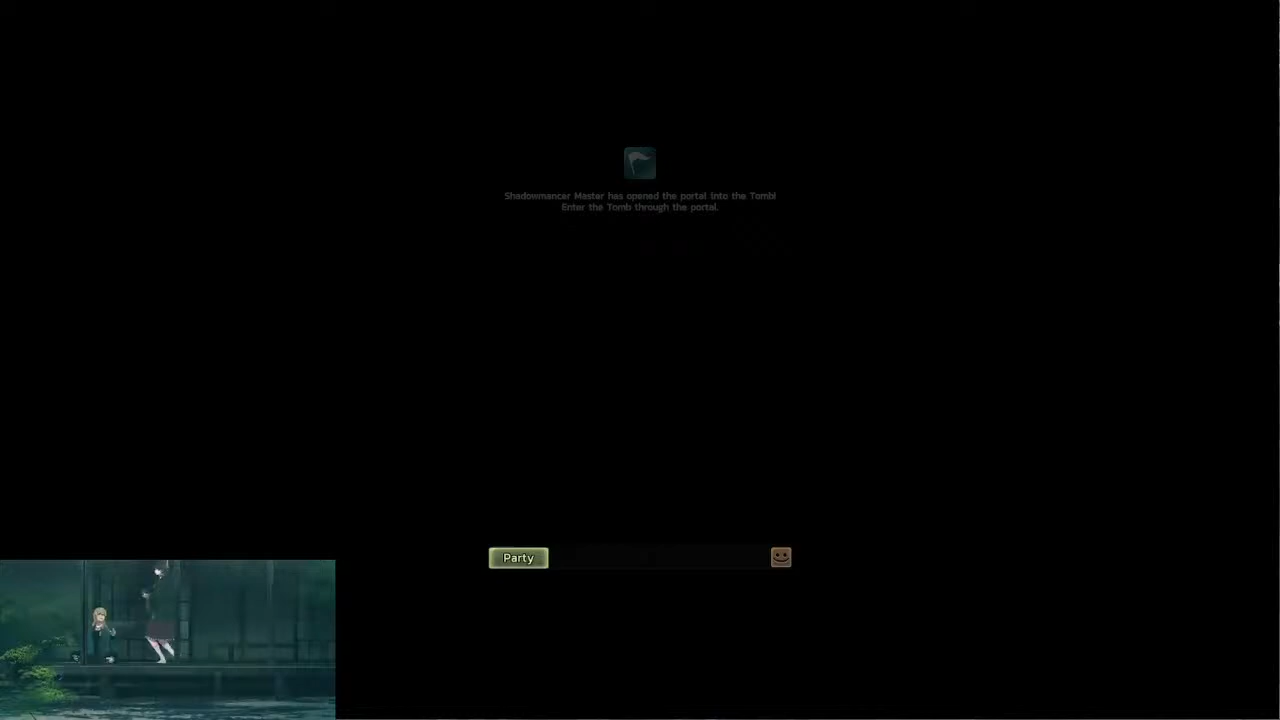 Shadowmancer Master has opened the portal into the Tomb!
Enter the Tomb through the portal.
Party